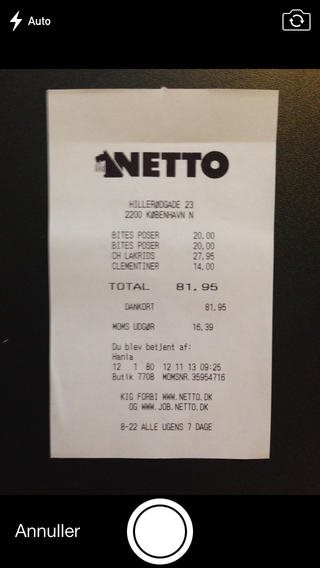 Auto
NETTO
HILLERØDGADE 23
2200 KØBENHAVN N
BITES POSER 20,00
BITES POSER 20,00
CH LAKRIDS 27,95
CLEMENTINER 14,00
TOTAL 81,95
DANKORT 81,95
MOMS UDGØR 16,39
Du blev betjent af:
Hania
12 1 80 12 11 13 09:25
Butik 7708 MOMSNR.35954716
KIG FORBI WWW.NETTO.DK
OG WWW.JOB.NETTO.DK
8-22 ALLE UGENS 7 DAGE
Annuller